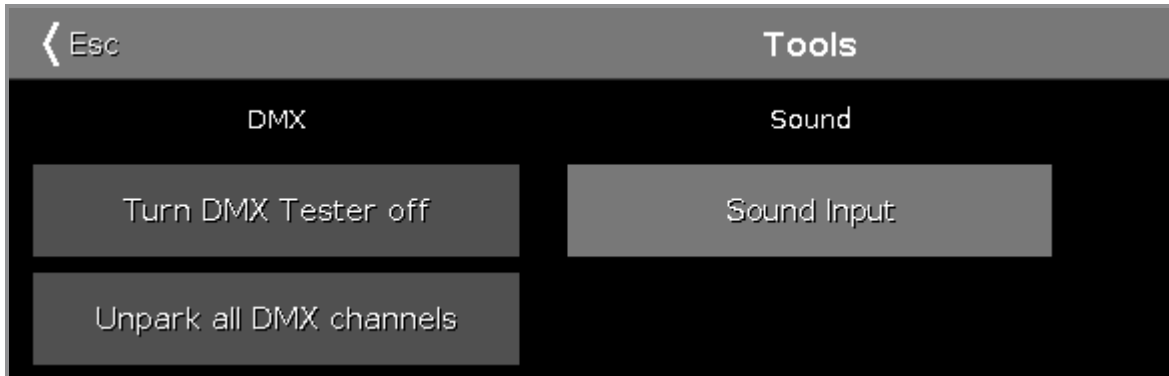 Esc
Tools
DMX
Sound
Turn DMX Tester off
Sound Input
Unpark all DMX channels